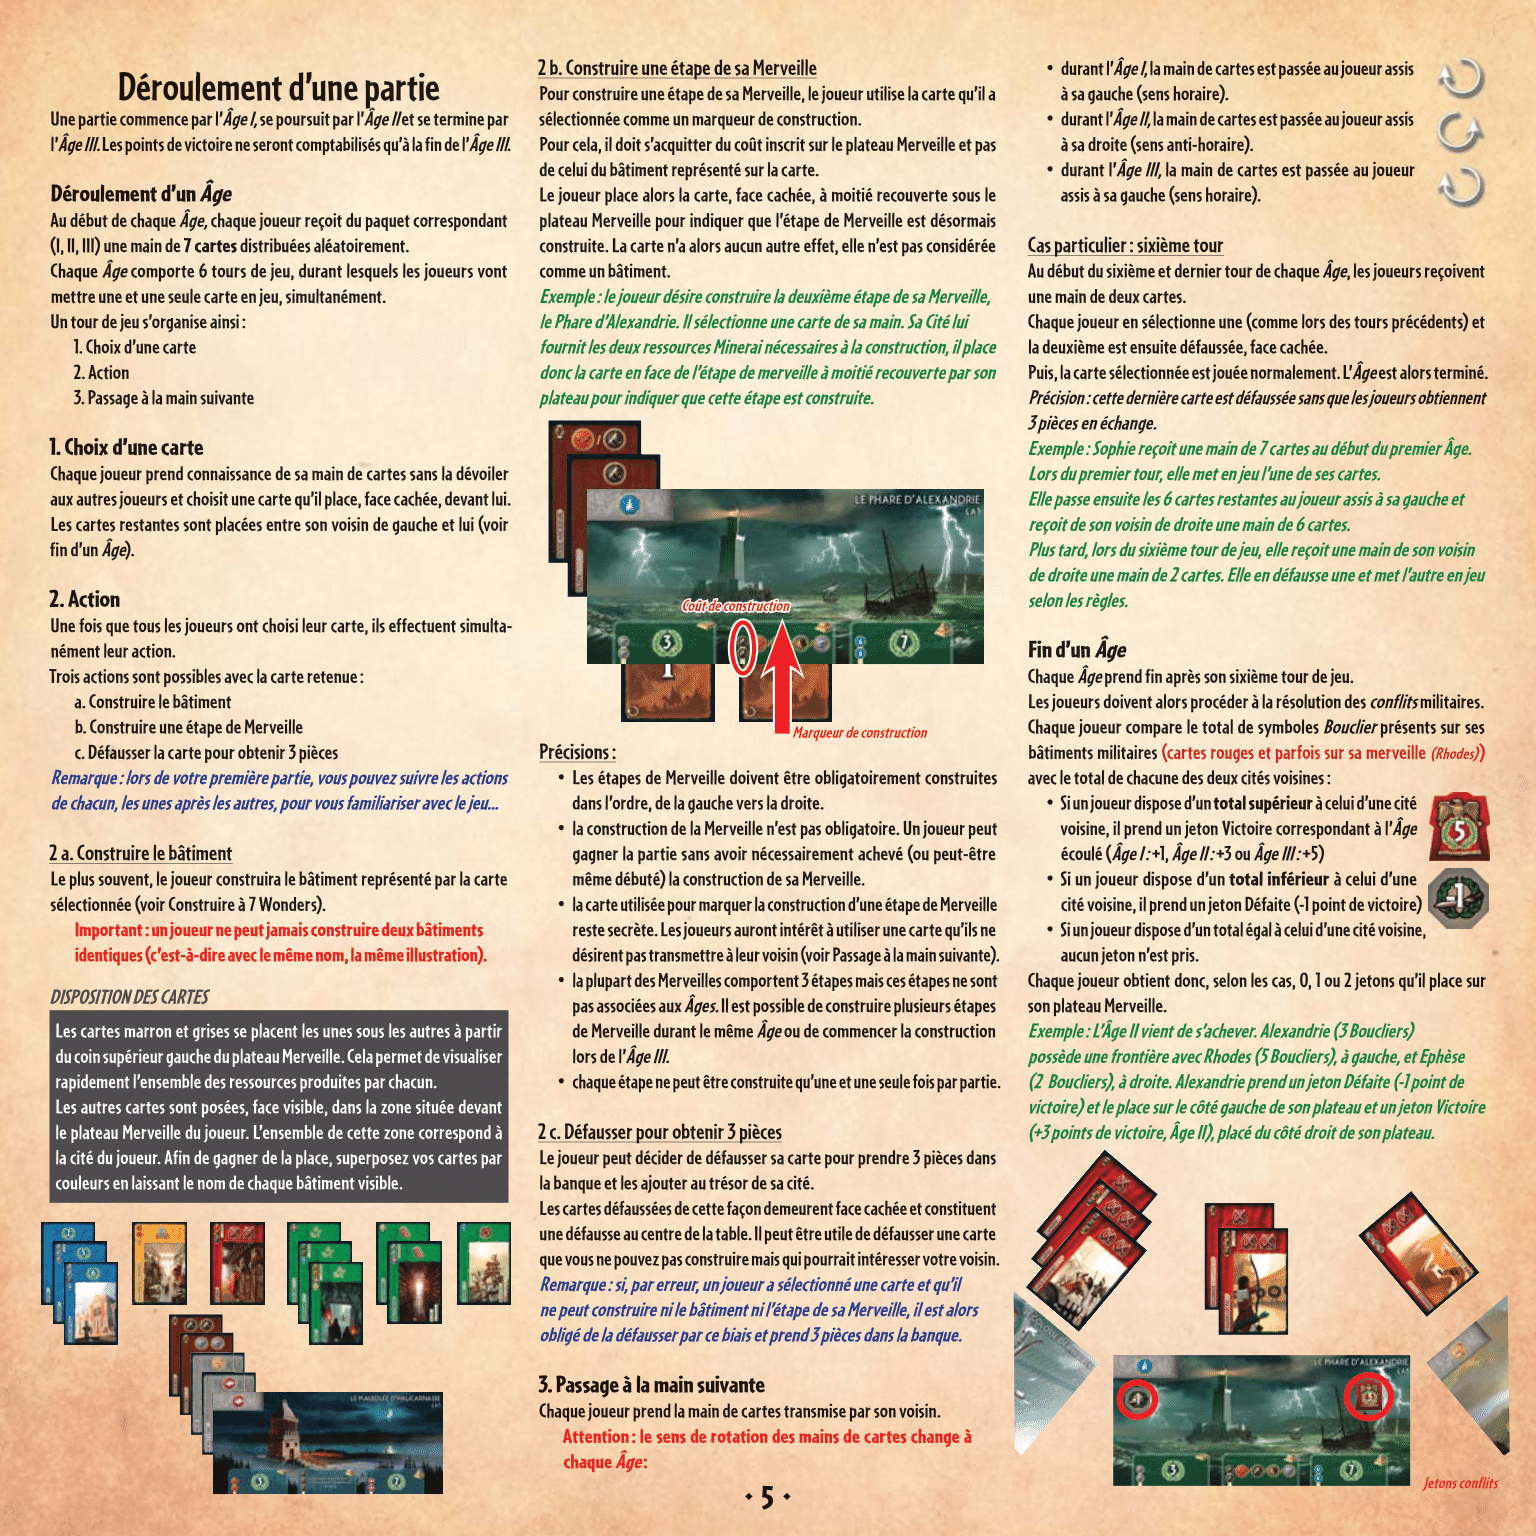 Déroulement d'une partie
Une partie commence par l'Âge I, se poursuit par l'Âge II et se termine par
l'Âge III. Les points de victoire ne seront comptabilisés qu'à la fin de l'Âge III.
Déroulement d'un Âge
Au début de chaque Âge, chaque joueur reçoit du paquet correspondant
(I, II, III) une main de 7 cartes distribuées aléatoirement.
Chaque Âge comporte 6 tours de jeu, durant lesquels les joueurs vont
mettre une et une seule carte en jeu, simultanément.
Un tour de jeu s'organise ainsi :
1. Choix d'une carte
2. Action
3. Passage à la main suivante
1. Choix d'une carte
Chaque joueur prend connaissance de sa main de cartes sans la dévoiler
aux autres joueurs et choisit une carte qu'il place, face cachée, devant lui.
Les cartes restantes sont placées entre son voisin de gauche et lui (voir
fin d'un Âge).
2. Action
Une fois que tous les joueurs ont choisi leur carte, ils effectuent simulta-
nément leur action.
Trois actions sont possibles avec la carte retenue :
a. Construire le bâtiment
b. Construire une étape de Merveille
c. Défausser la carte pour obtenir 3 pièces
Remarque : lors de votre première partie, vous pouvez suivre les actions
de chacun, les unes après les autres, pour vous familiariser avec le jeu...
2 a. Construire le bâtiment
Le plus souvent, le joueur construira le bâtiment représenté par la carte
sélectionnée (voir Construire à 7 Wonders).
Important : un joueur ne peut jamais construire deux bâtiments
identiques (c'est-à-dire avec le même nom, la même illustration).
DISPOSITION DES CARTES
Les cartes marron et grises se placent les unes sous les autres à partir
du coin supérieur gauche du plateau Merveille. Cela permet de visualiser
rapidement l'ensemble des ressources produites par chacun.
Les autres cartes sont posées, face visible, dans la zone située devant
le plateau Merveille du joueur. L'ensemble de cette zone correspond à
la cité du joueur. Afin de gagner de la place, superposez vos cartes par
couleurs en laissant le nom de chaque bâtiment visible.
LE MAUSOLÉE D'HALICARNASSE
3
7
2 b. Construire une étape de sa Merveille
Pour construire une étape de sa Merveille, le joueur utilise la carte qu'il a
sélectionnée comme un marqueur de construction.
Pour cela, il doit s'acquitter du coût inscrit sur le plateau Merveille et pas
de celui du bâtiment représenté sur la carte.
Le joueur place alors la carte, face cachée, à moitié recouverte sous le
plateau Merveille pour indiquer que l'étape de Merveille est désormais
construite. La carte n'a alors aucun autre effet, elle n'est pas considérée
comme un bâtiment.
Exemple : le joueur désire construire la deuxième étape de sa Merveille,
le Phare d'Alexandrie. Il sélectionne une carte de sa main. Sa Cité lui
fournit les deux ressources Minerai nécessaires à la construction, il place
donc la carte en face de l'étape de merveille à moitié recouverte par son
plateau pour indiquer que cette étape est construite.
LE PHARE D'ALEXANDRIE
(A)
Coût de construction
3
7
Marqueur de construction
Précisions :
• Les étapes de Merveille doivent être obligatoirement construites
dans l'ordre, de la gauche vers la droite.
• la construction de la Merveille n'est pas obligatoire. Un joueur peut
gagner la partie sans avoir nécessairement achevé (ou peut-être
même débuté) la construction de sa Merveille.
• la carte utilisée pour marquer la construction d'une étape de Merveille
reste secrète. Les joueurs auront intérêt à utiliser une carte qu'ils ne
désirent pas transmettre à leur voisin (voir Passage à la main suivante).
• la plupart des Merveilles comportent 3 étapes mais ces étapes ne sont
pas associées aux Âges. Il est possible de construire plusieurs étapes
de Merveille durant le même Âge ou de commencer la construction
lors de l'Âge III.
• chaque étape ne peut être construite qu'une et une seule fois par partie.
2 c. Défausser pour obtenir 3 pièces
Le joueur peut décider de défausser sa carte pour prendre 3 pièces dans
la banque et les ajouter au trésor de sa cité.
Les cartes défaussées de cette façon demeurent face cachée et constituent
une défausse au centre de la table. Il peut être utile de défausser une carte
que vous ne pouvez pas construire mais qui pourrait intéresser votre voisin.
Remarque : si, par erreur, un joueur a sélectionné une carte et qu'il
ne peut construire ni le bâtiment ni l'étape de sa Merveille, il est alors
obligé de la défausser par ce biais et prend 3 pièces dans la banque.
3. Passage à la main suivante
Chaque joueur prend la main de cartes transmise par son voisin.
Attention : le sens de rotation des mains de cartes change à
chaque Âge :
• durant l'Âge I, la main de cartes est passée au joueur assis
à sa gauche (sens horaire).
• durant l'Âge II, la main de cartes est passée au joueur assis
à sa droite (sens anti-horaire).
• durant l'Âge III, la main de cartes est passée au joueur
assis à sa gauche (sens horaire).
Cas particulier : sixième tour
Au début du sixième et dernier tour de chaque Âge, les joueurs reçoivent
une main de deux cartes.
Chaque joueur en sélectionne une (comme lors des tours précédents) et
la deuxième est ensuite défaussée, face cachée.
Puis, la carte sélectionnée est jouée normalement. L'Âge est alors terminé.
Précision : cette dernière carte est défaussée sans que les joueurs obtiennent
3 pièces en échange.
Exemple : Sophie reçoit une main de 7 cartes au début du premier Âge.
Lors du premier tour, elle met en jeu l'une de ses cartes.
Elle passe ensuite les 6 cartes restantes au joueur assis à sa gauche et
reçoit de son voisin de droite une main de 6 cartes.
Plus tard, lors du sixième tour de jeu, elle reçoit une main de son voisin
de droite une main de 2 cartes. Elle en défausse une et met l'autre en jeu
selon les règles.
Fin d'un Âge
Chaque Âge prend fin après son sixième tour de jeu.
Les joueurs doivent alors procéder à la résolution des conflits militaires.
Chaque joueur compare le total de symboles Bouclier présents sur ses
bâtiments militaires (cartes rouges et parfois sur sa merveille (Rhodes))
avec le total de chacune des deux cités voisines :
• Si un joueur dispose d'un total supérieur à celui d'une cité
voisine, il prend un jeton Victoire correspondant à l'Âge
écoulé (Âge I : +1, Âge II : +3 ou Âge III : +5)
5
• Si un joueur dispose d'un total inférieur à celui d'une
cité voisine, il prend un jeton Défaite (-1 point de victoire)
-1
• Si un joueur dispose d'un total égal à celui d'une cité voisine,
aucun jeton n'est pris.
Chaque joueur obtient donc, selon les cas, 0, 1 ou 2 jetons qu'il place sur
son plateau Merveille.
Exemple : L'Âge II vient de s'achever. Alexandrie (3 Boucliers)
possède une frontière avec Rhodes (5 Boucliers), à gauche, et Ephèse
(2 Boucliers), à droite. Alexandrie prend un jeton Défaite (-1 point de
victoire) et le place sur le côté gauche de son plateau et un jeton Victoire
(+3 points de victoire, Âge II), placé du côté droit de son plateau.
LE PHARE D'ALEXANDRIE
-1
3
3
7
Jetons conflits
• 5 •